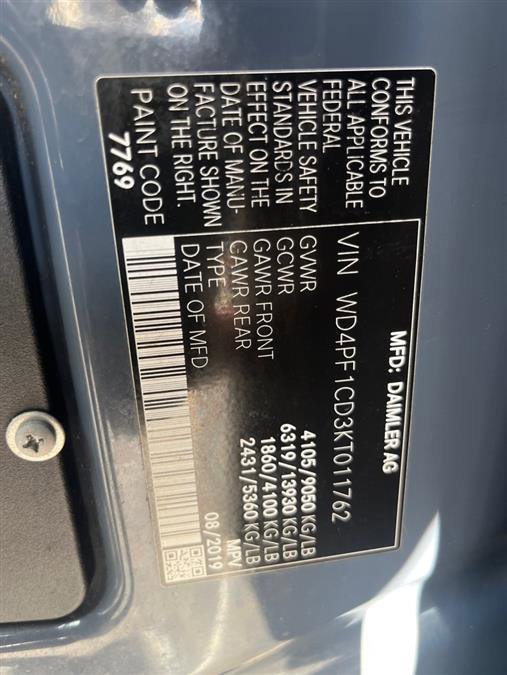 MFD: DAIMLER AG
VIN WD4PF1CD3KT011762
GVWR 4105/9050 KG/LB
GCWR 6319/13930 KG/LB
GAWR FRONT 1860/4100 KG/LB
GAWR REAR 2431/5360 KG/LB
TYPE MPV
DATE OF MFD 08/2019
THIS VEHICLE
CONFORMS TO
ALL APPLICABLE
FEDERAL
VEHICLE SAFETY
STANDARDS IN
EFFECT ON THE
DATE OF MANU-
FACTURE SHOWN
ON THE RIGHT.
PAINT CODE
7769